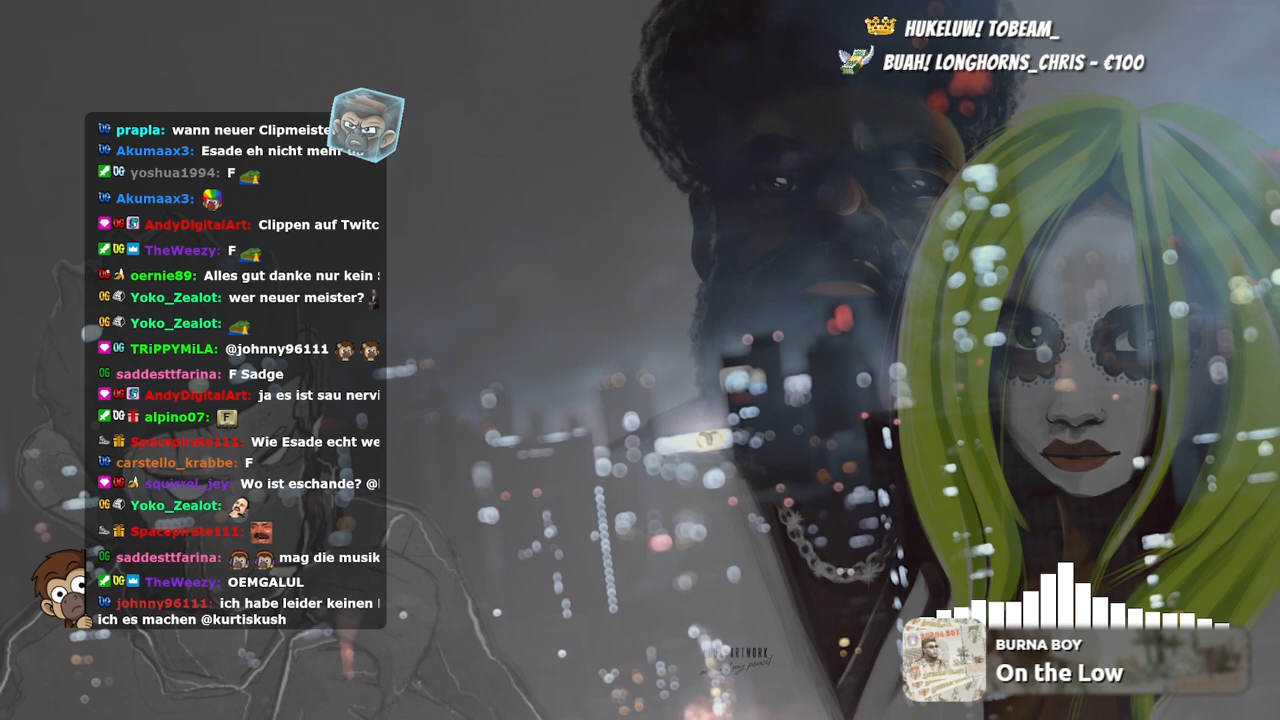 HUKELUW! TOBEAM_
BUAH! LONGHORNS_CHRIS - €100
prapla: wann neuer Clipmeiste
Akumaax3: Esade eh nicht mehr
yoshua1994: F
Akumaax3:
AndyDigitalArt: Clippen auf Twitc
TheWeezy: F
oernie89: Alles gut danke nur kein
Yoko_Zealot: wer neuer meister?
Yoko_Zealot:
TRiPPYMiLA: @johnny96111
saddesttfarina: F Sadge
AndyDigitalArt: ja es ist sau nervi
alpino07: F
Spacepirate111: Wie Esade echt we
carstello_krabbe: F
squirrel_jey: Wo ist eschande? @
Yoko_Zealot:
Spacepirate111:
saddesttfarina: mag die musik
TheWeezy: OEMGALUL
johnny96111: ich habe leider keinen
ich es machen @kurtiskush
ARTWORK
BURNA BOY
On the Low